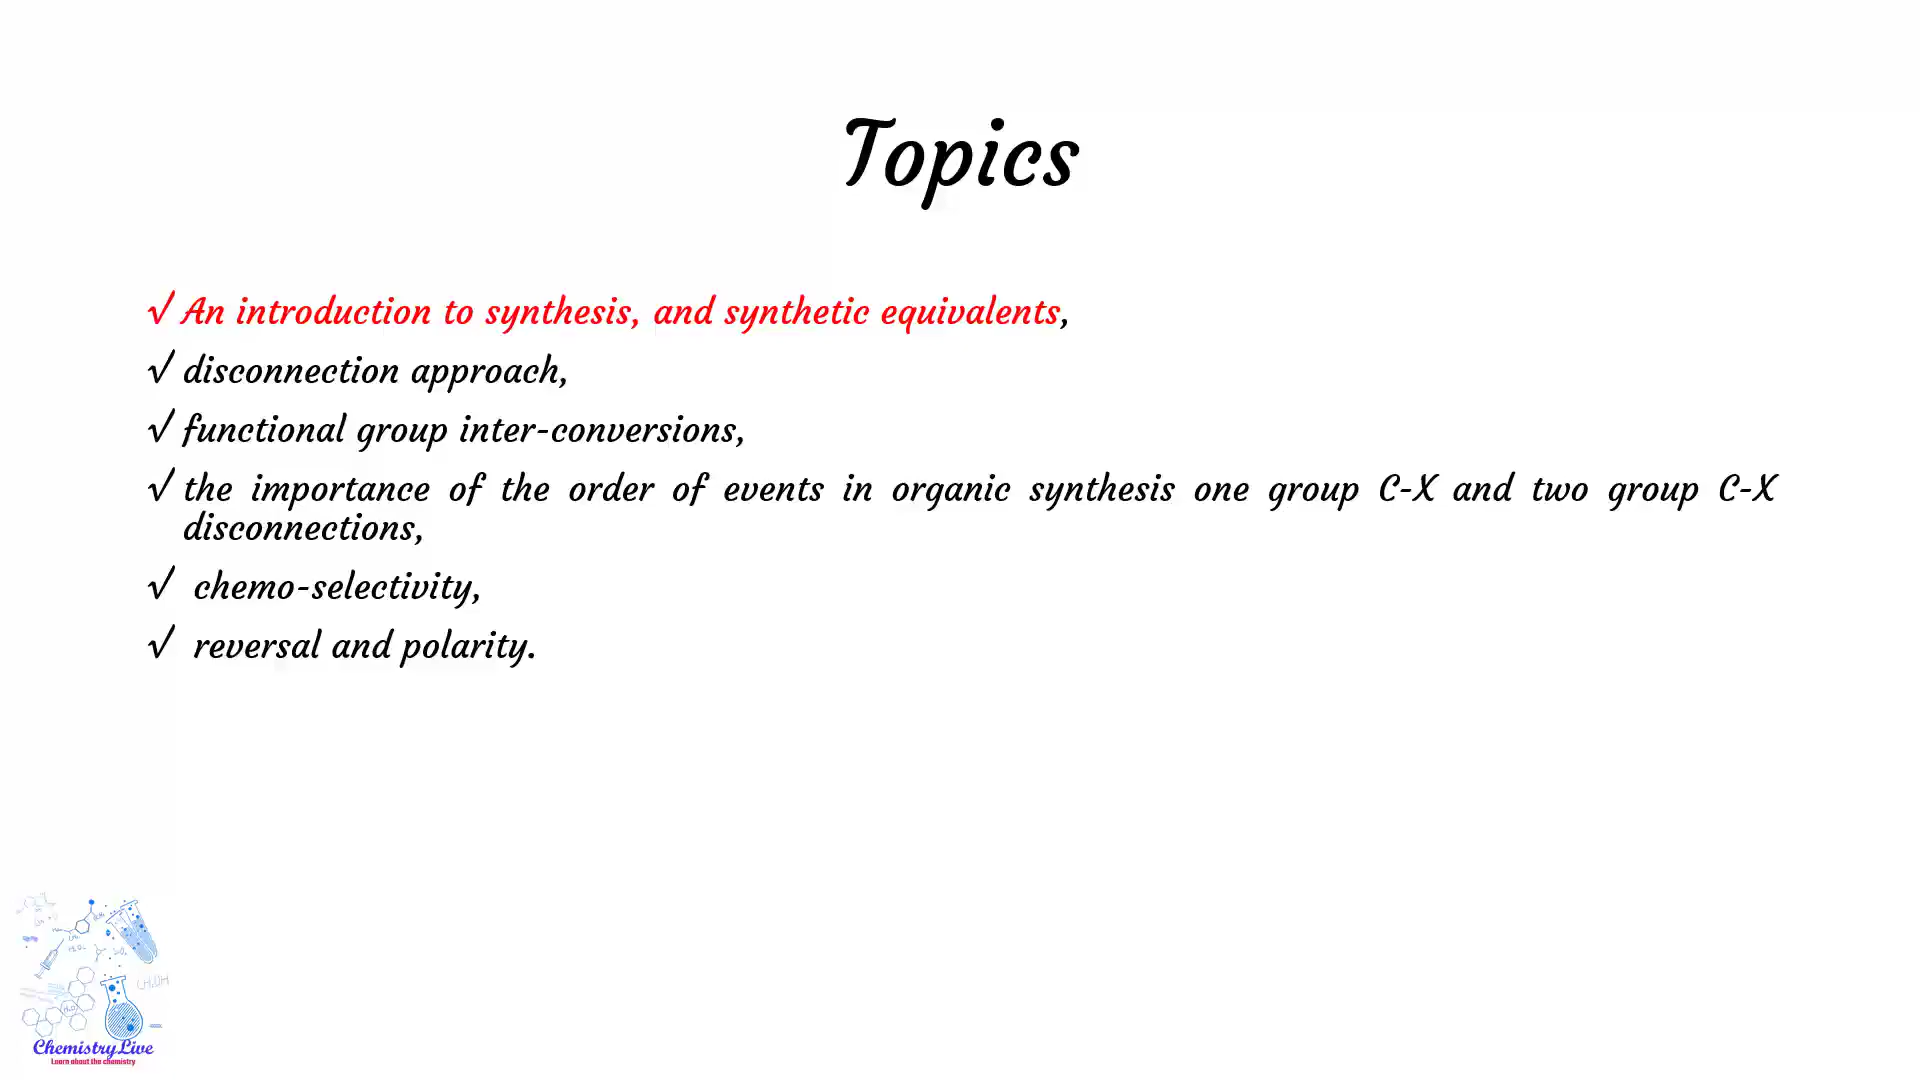 Topics
√ An introduction to synthesis, and synthetic equivalents,
√ disconnection approach,
√ functional group inter-conversions,
√ the importance of the order of events in organic synthesis one group C-X and two group C-X
disconnections,
√ chemo-selectivity,
√ reversal and polarity.
ChemistryLive
Learn about the chemistry